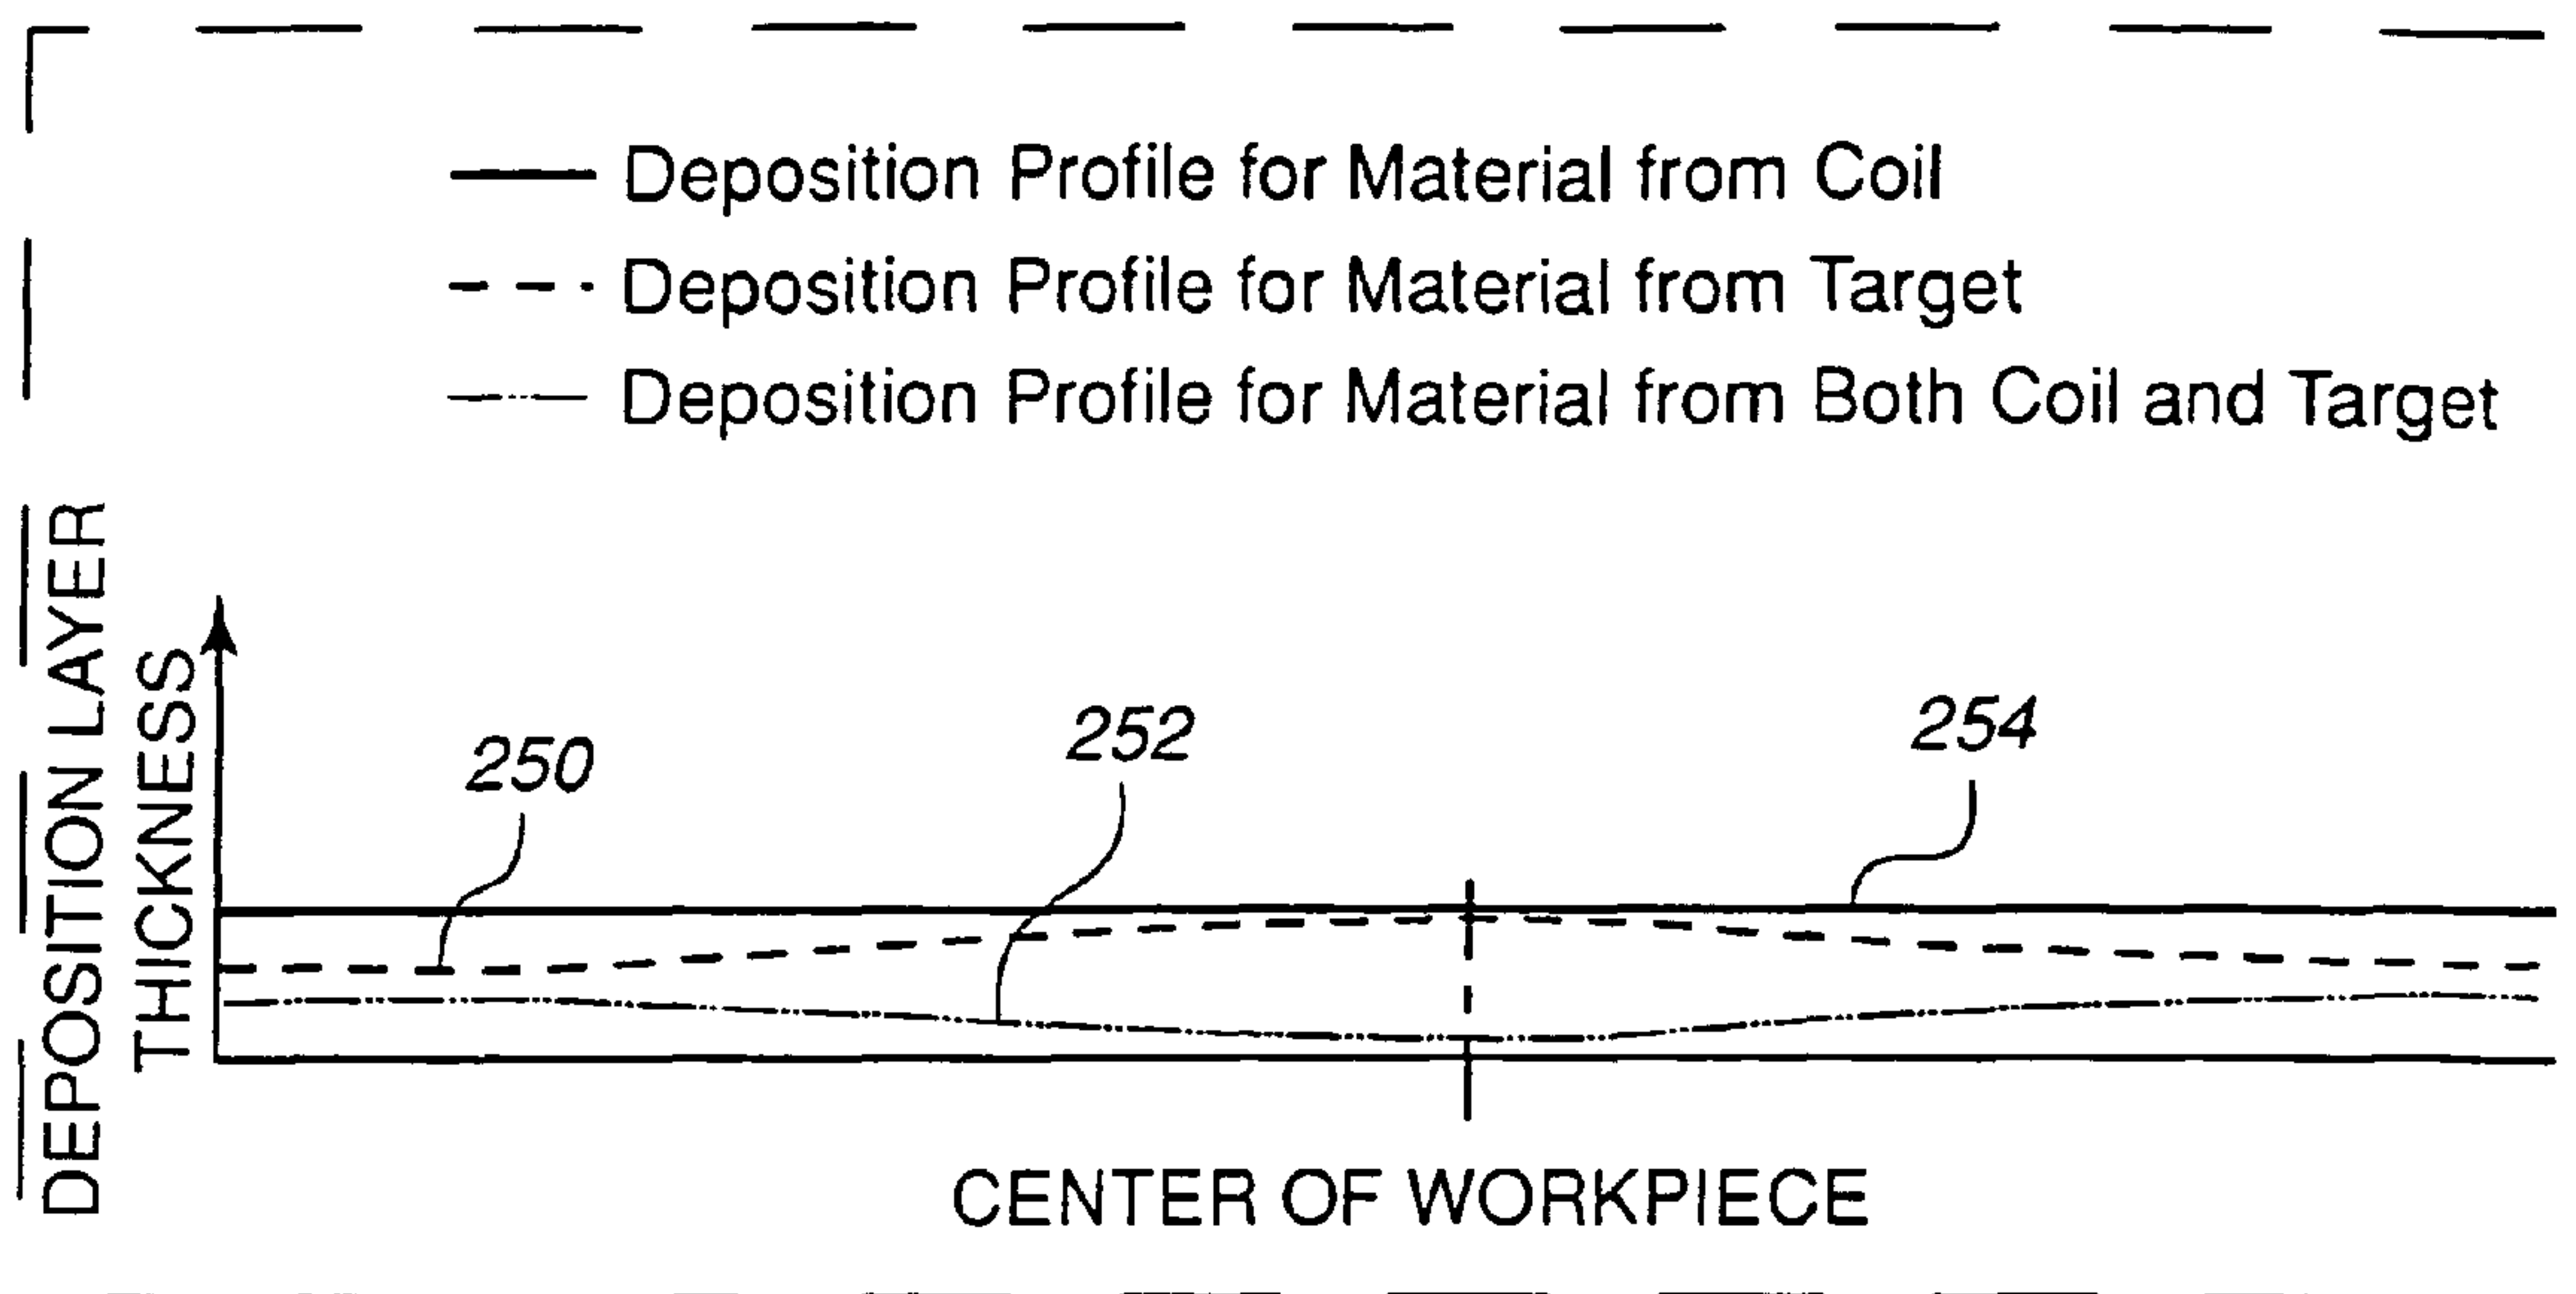 Deposition Profile for Material from Coil
Deposition Profile for Material from Target
Deposition Profile for Material from Both Coil and Target
DEPOSITION LAYER
THICKNESS
250
252
254
CENTER OF WORKPIECE